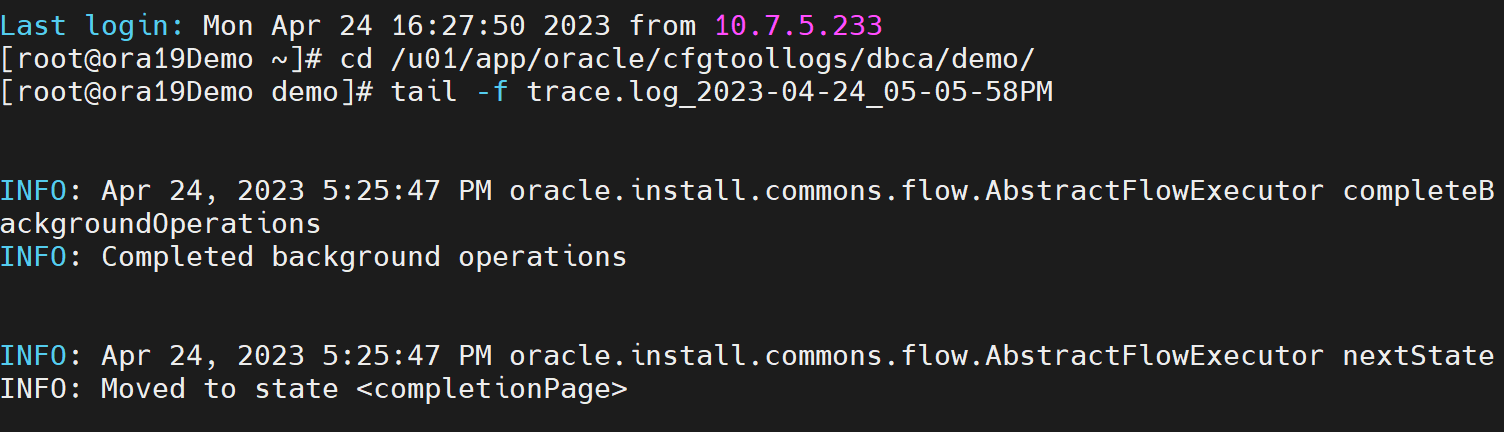 Last login: Mon Apr 24 16:27:50 2023 from 10.7.5.233
[root@ora19Demo ~]# cd /u01/app/oracle/cfgtoollogs/dbca/demo/
[root@ora19Demo demo]# tail -f trace.log_2023-04-24_05-05-58PM
INFO: Apr 24, 2023 5:25:47 PM oracle.install.commons.flow.AbstractFlowExecutor completeB
ackgroundOperations
INFO: Completed background operations
INFO: Apr 24, 2023 5:25:47 PM oracle.install.commons.flow.AbstractFlowExecutor nextState
INFO: Moved to state <completionPage>